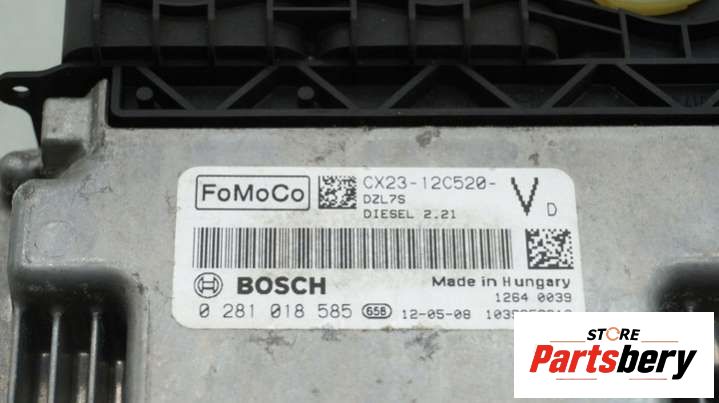 FoMoCo
CX23-12C520-
V D
DZL7S
DIESEL 2.21
BOSCH
Made in Hungary
1264 0039
0 281 018 585 658 12-05-08
STORE
Partsbery